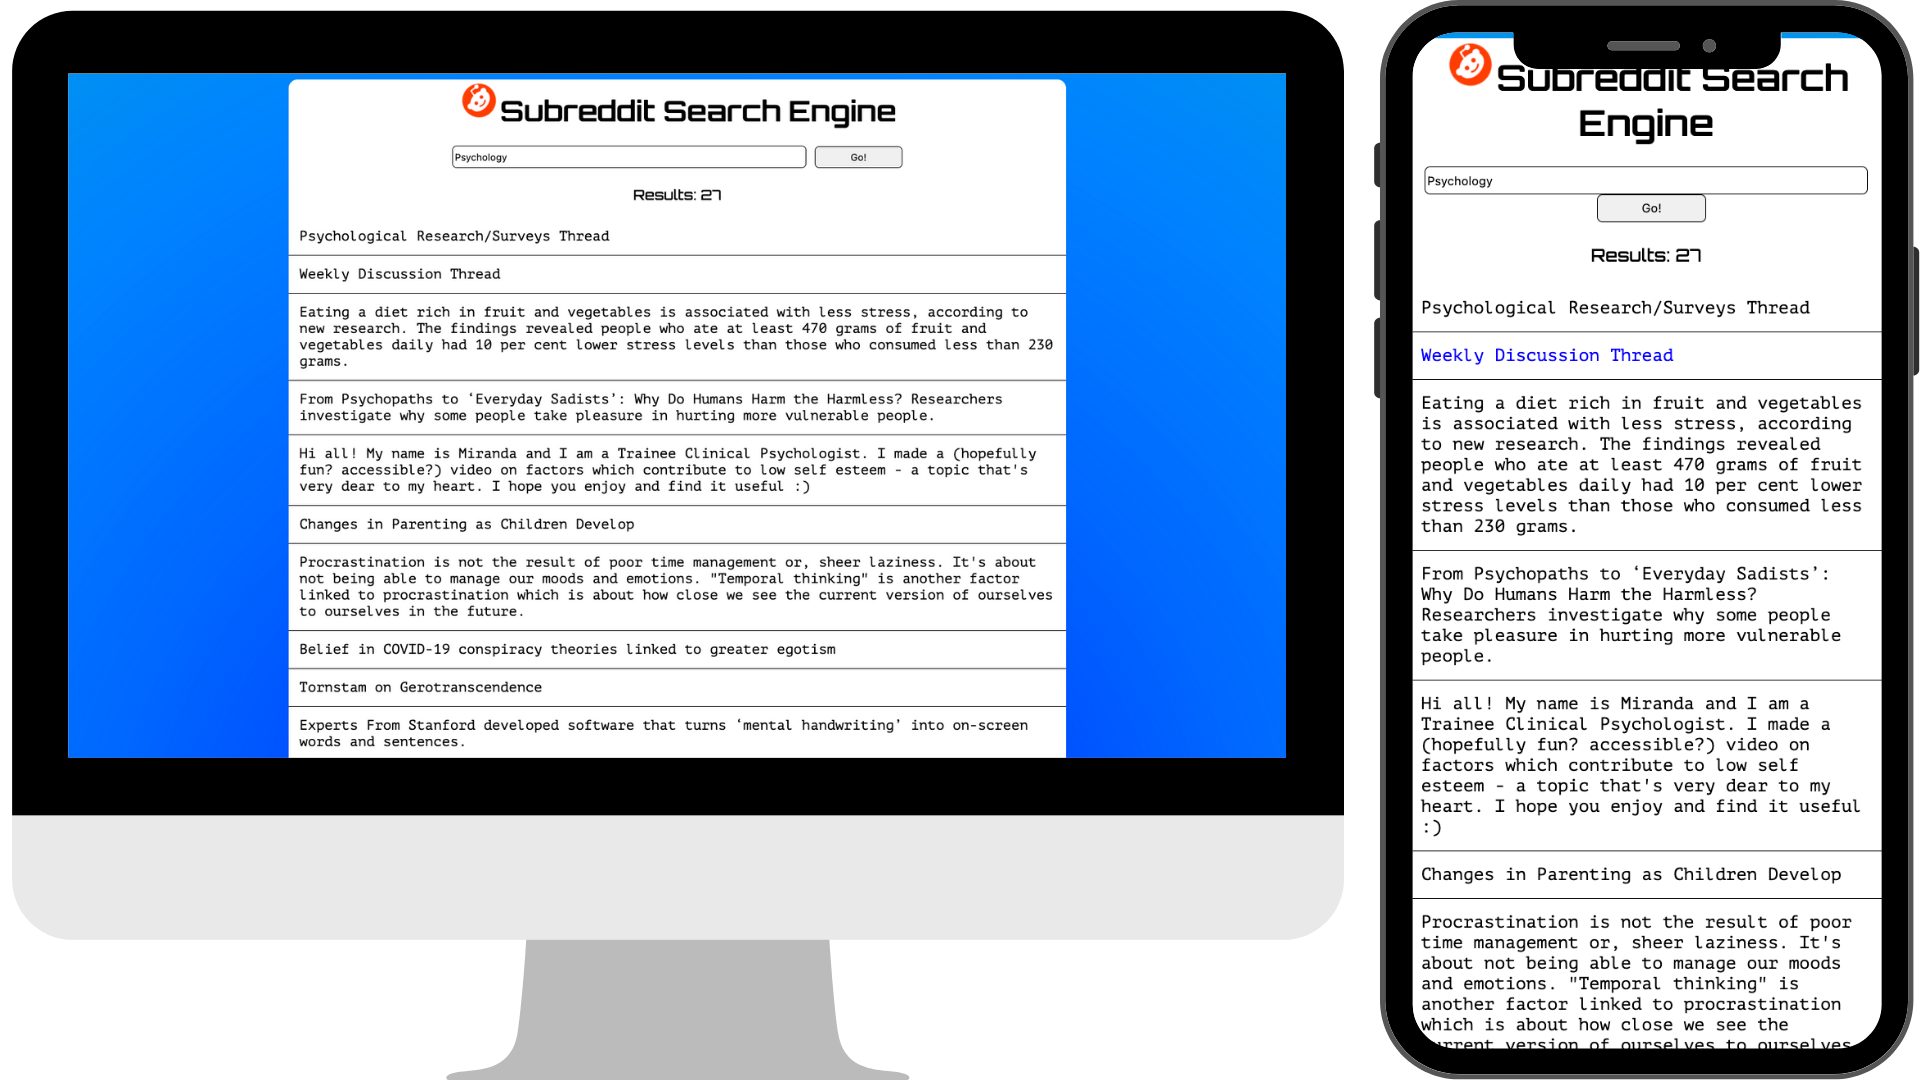 Subreddit Search Engine
Psychology
Go!
Results: 27
Psychological Research/Surveys Thread
Weekly Discussion Thread
Eating a diet rich in fruit and vegetables is associated with less stress, according to
new research. The findings revealed people who ate at least 470 grams of fruit and
vegetables daily had 10 per cent lower stress levels than those who consumed less than 230
grams.
From Psychopaths to ‘Everyday Sadists’: Why Do Humans Harm the Harmless? Researchers
investigate why some people take pleasure in hurting more vulnerable people.
Hi all! My name is Miranda and I am a Trainee Clinical Psychologist. I made a (hopefully
fun? accessible?) video on factors which contribute to low self esteem - a topic that's
very dear to my heart. I hope you enjoy and find it useful :)
Changes in Parenting as Children Develop
Procrastination is not the result of poor time management or, sheer laziness. It's about
not being able to manage our moods and emotions. "Temporal thinking" is another factor
linked to procrastination which is about how close we see the current version of ourselves
to ourselves in the future.
Belief in COVID-19 conspiracy theories linked to greater egotism
Tornstam on Gerotranscendence
Experts From Stanford developed software that turns ‘mental handwriting’ into on-screen
words and sentences.
Subreddit Search
Engine
Psychology
Go!
Results: 27
Psychological Research/Surveys Thread
Weekly Discussion Thread
Eating a diet rich in fruit and vegetables
is associated with less stress, according
to new research. The findings revealed
people who ate at least 470 grams of fruit
and vegetables daily had 10 per cent lower
stress levels than those who consumed less
than 230 grams.
From Psychopaths to ‘Everyday Sadists’:
Why Do Humans Harm the Harmless?
Researchers investigate why some people
take pleasure in hurting more vulnerable
people.
Hi all! My name is Miranda and I am a
Trainee Clinical Psychologist. I made a
(hopefully fun? accessible?) video on
factors which contribute to low self
esteem - a topic that's very dear to my
heart. I hope you enjoy and find it useful
:)
Changes in Parenting as Children Develop
Procrastination is not the result of poor
time management or, sheer laziness. It's
about not being able to manage our moods
and emotions. "Temporal thinking" is
another factor linked to procrastination
which is about how close we see the
current version of ourselves to ourselves